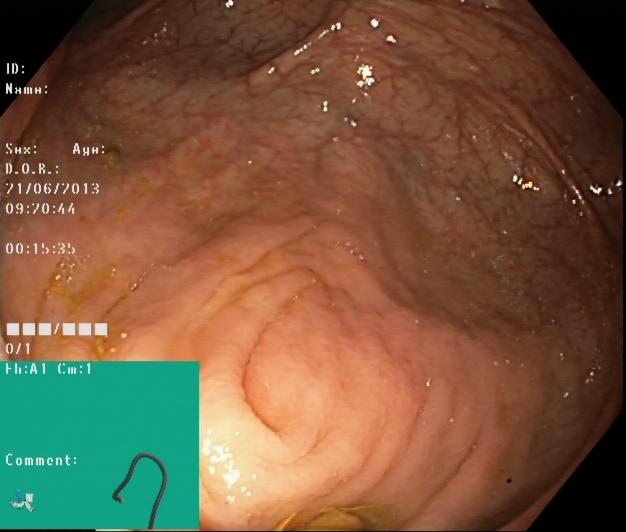 ID:
Name:
Sex: Age:
D.O.B.:
21/06/2013
09:20:44
00:15:35
■■■/■■■
0/1
Eh:A1 Cm:1
Comment: